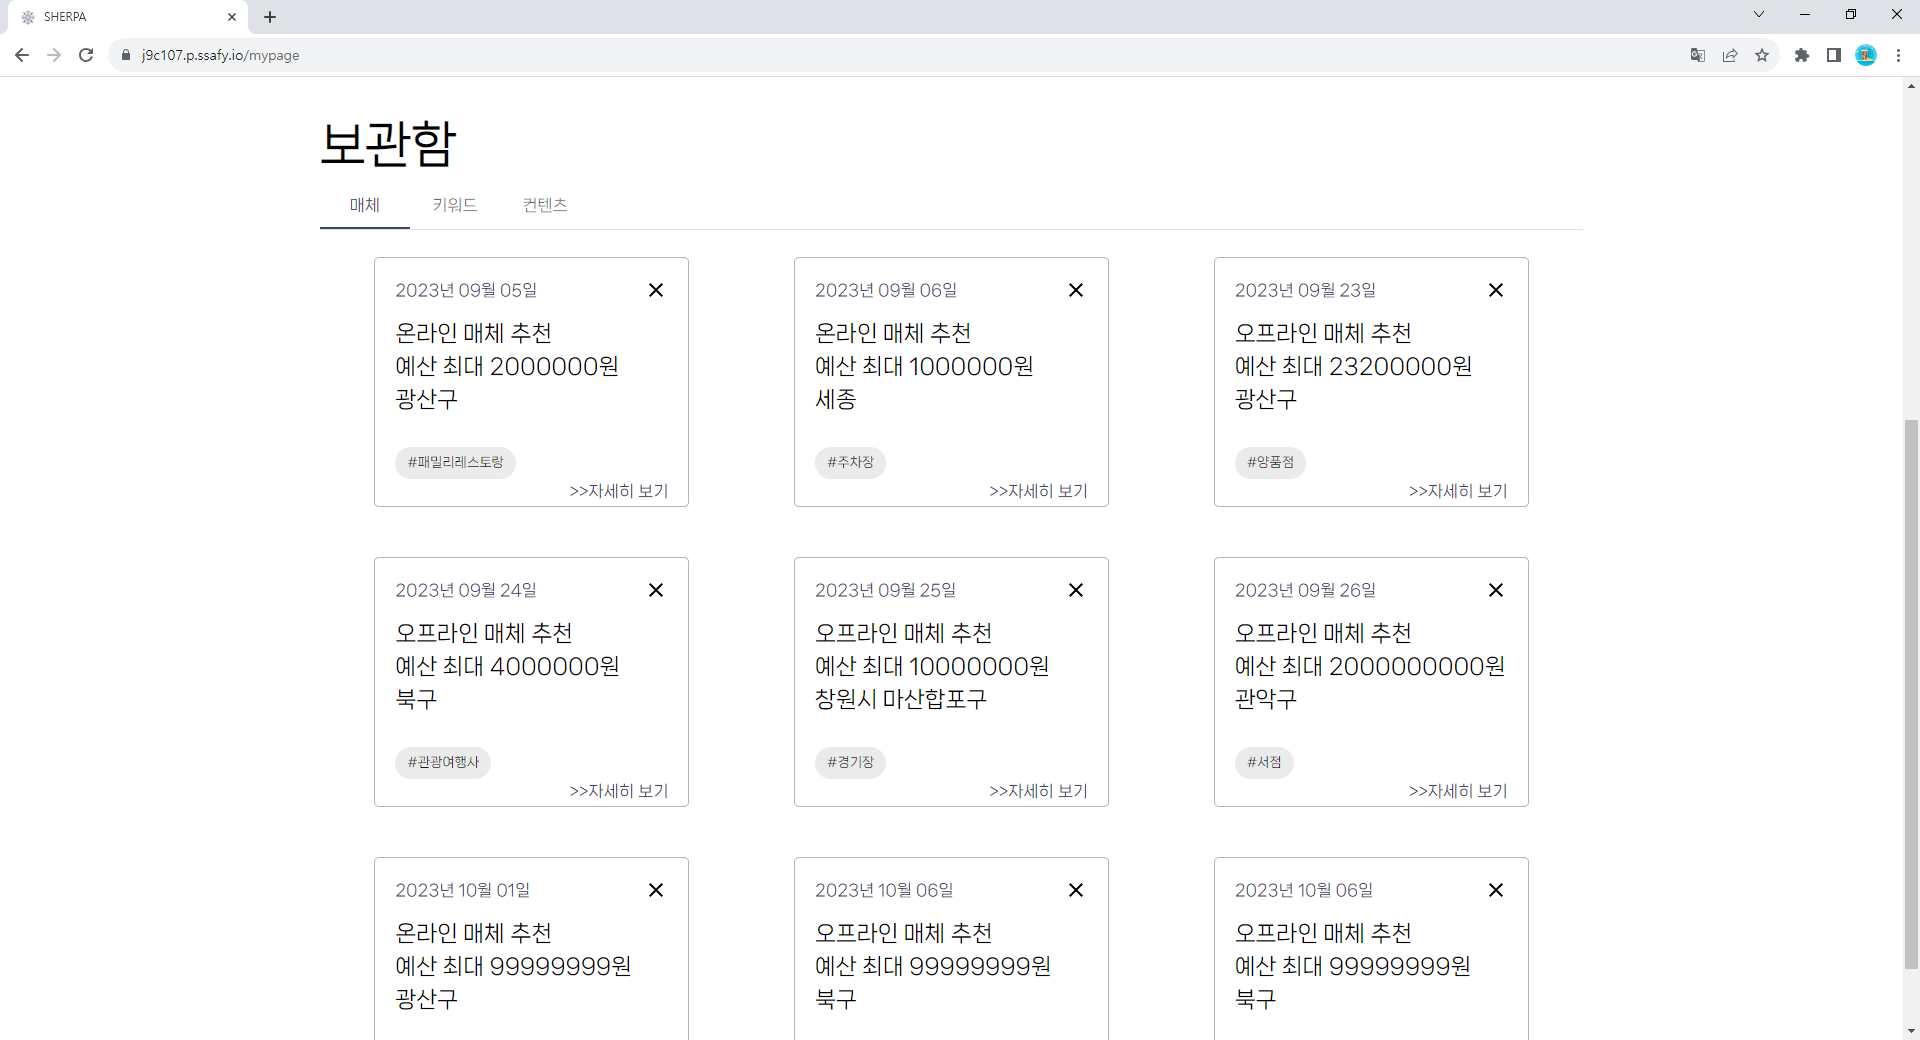 SHERPA
j9c107.p.ssafy.io/mypage
보관함
매체 키워드 컨텐츠
2023년 09월 05일
온라인 매체 추천
예산 최대 2000000원
광산구
#패밀리레스토랑
>>자세히 보기
2023년 09월 06일
온라인 매체 추천
예산 최대 1000000원
세종
#주차장
>>자세히 보기
2023년 09월 23일
오프라인 매체 추천
예산 최대 23200000원
광산구
#양품점
>>자세히 보기
2023년 09월 24일
오프라인 매체 추천
예산 최대 4000000원
북구
#관광여행사
>>자세히 보기
2023년 09월 25일
오프라인 매체 추천
예산 최대 10000000원
창원시 마산합포구
#경기장
>>자세히 보기
2023년 09월 26일
오프라인 매체 추천
예산 최대 2000000000원
관악구
#서점
>>자세히 보기
2023년 10월 01일
온라인 매체 추천
예산 최대 99999999원
광산구
2023년 10월 06일
오프라인 매체 추천
예산 최대 99999999원
북구
2023년 10월 06일
오프라인 매체 추천
예산 최대 99999999원
북구